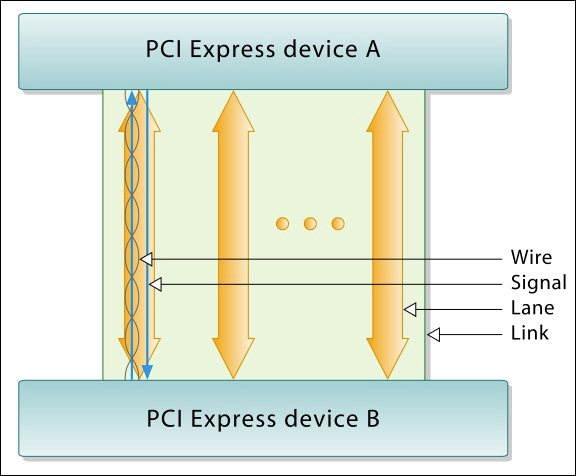 PCI Express device A
Wire
Signal
Lane
Link
PCI Express device B